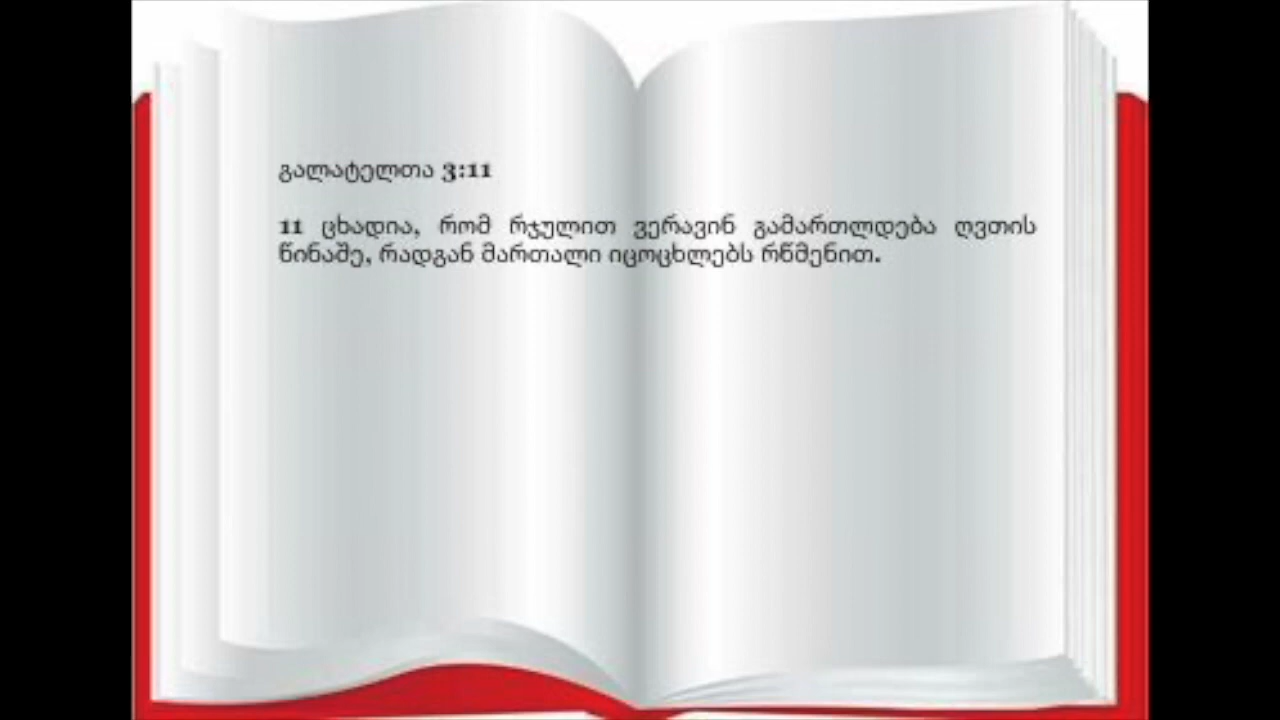 გალატელთა 3:11
11 ცხადია, რომ რჯულით ვერავინ გამართლდება ღვთის
წინაშე, რადგან მართალი იცოცხლებს რწმენით.